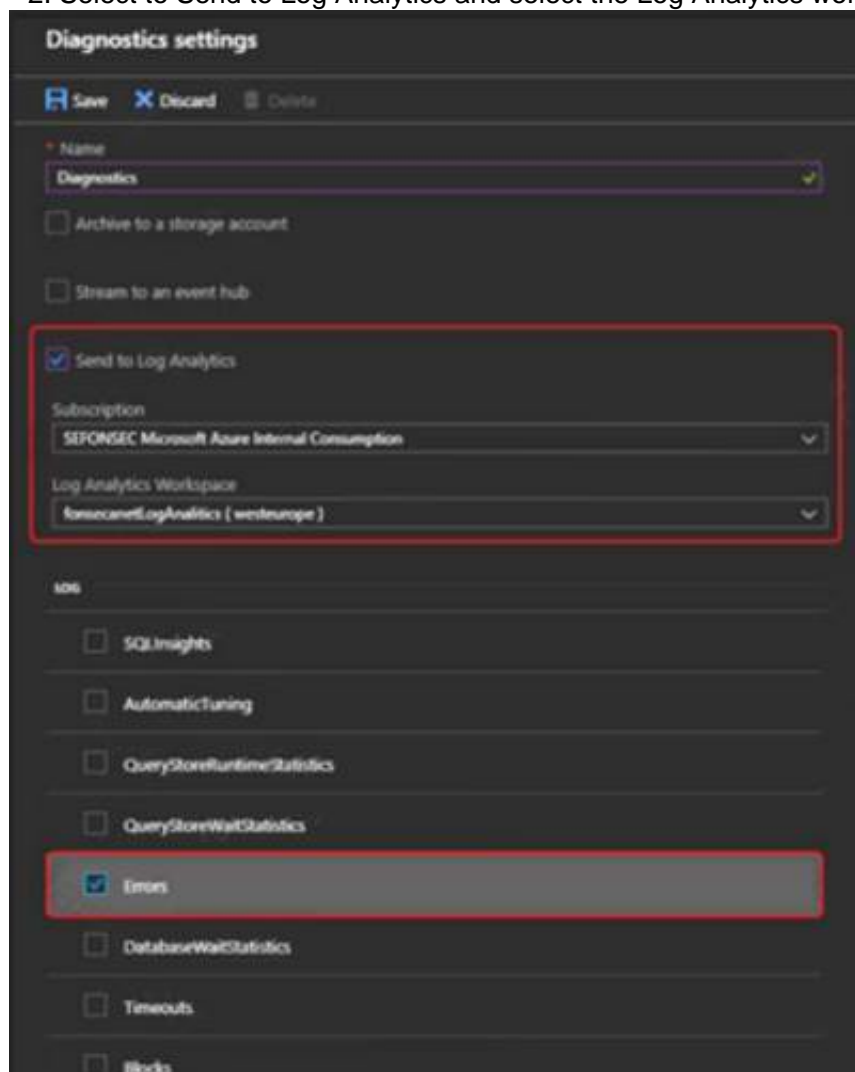 2. Select to Send to Log Analytics and select the Log Analytics
Diagnostics settings
Save Discard Delete
* Name
Diagnostics
Archive to a storage account
Stream to an event hub
Send to Log Analytics
Subscription
SEFONSEC Microsoft Azure Internal Consumption
Log Analytics Workspace
fonsecanetLogAnalitics ( westeurope )
LOG
SQLInsights
AutomaticTuning
QueryStoreRuntimeStatistics
QueryStoreWaitStatistics
Errors
DatabaseWaitStatistics
Timeouts
Blocks